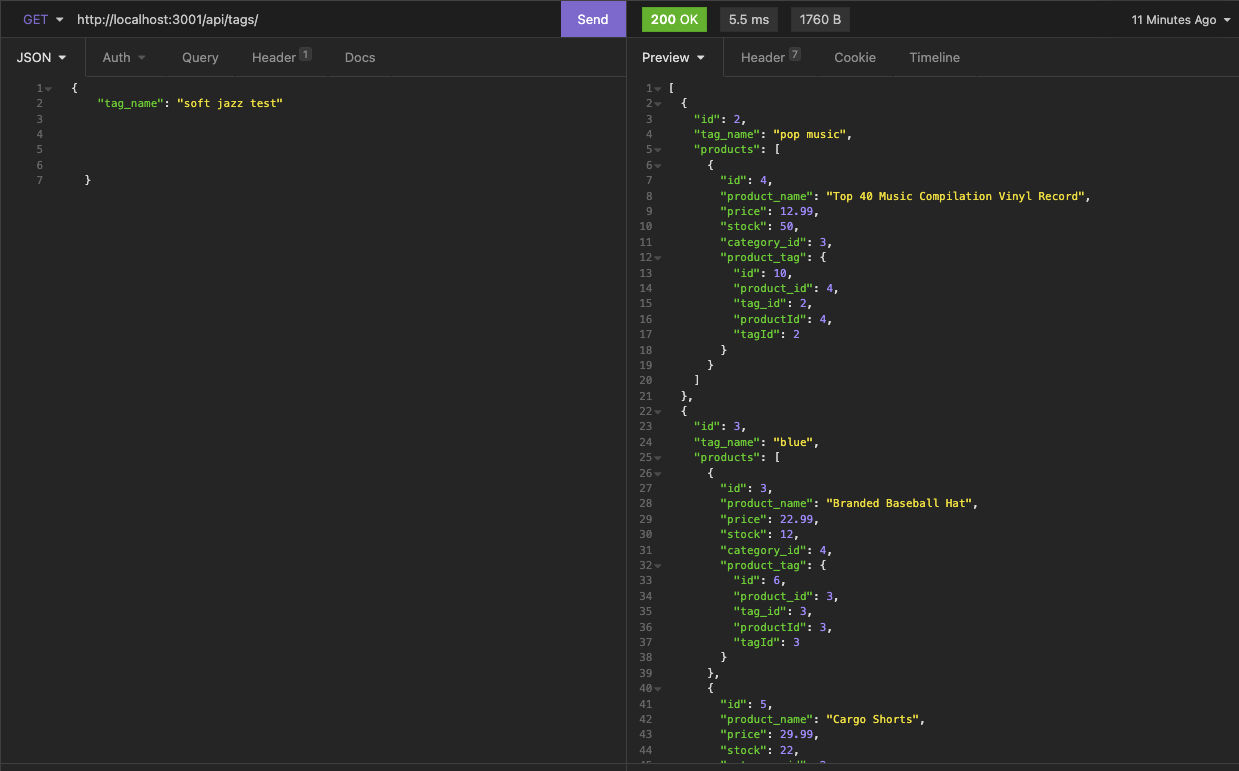 GET http://localhost:3001/api/tags/ Send 200 OK 5.5 ms 1760 B 11 Minutes Ago
JSON Auth Query Header 1 Docs
1 {
2 "tag_name": "soft jazz test"
3
4
5
6
7 }
Preview Header 7 Cookie Timeline
1 [
2 {
3 "id": 2,
4 "tag_name": "pop music",
5 "products": [
6 {
7 "id": 4,
8 "product_name": "Top 40 Music Compilation Vinyl Record",
9 "price": 12.99,
10 "stock": 50,
11 "category_id": 3,
12 "product_tag": {
13 "id": 10,
14 "product_id": 4,
15 "tag_id": 2,
16 "productId": 4,
17 "tagId": 2
18 }
19 }
20 ]
21 },
22 {
23 "id": 3,
24 "tag_name": "blue",
25 "products": [
26 {
27 "id": 3,
28 "product_name": "Branded Baseball Hat",
29 "price": 22.99,
30 "stock": 12,
31 "category_id": 4,
32 "product_tag": {
33 "id": 6,
34 "product_id": 3,
35 "tag_id": 3,
36 "productId": 3,
37 "tagId": 3
38 }
39 },
40 {
41 "id": 5,
42 "product_name": "Cargo Shorts",
43 "price": 29.99,
44 "stock": 22,